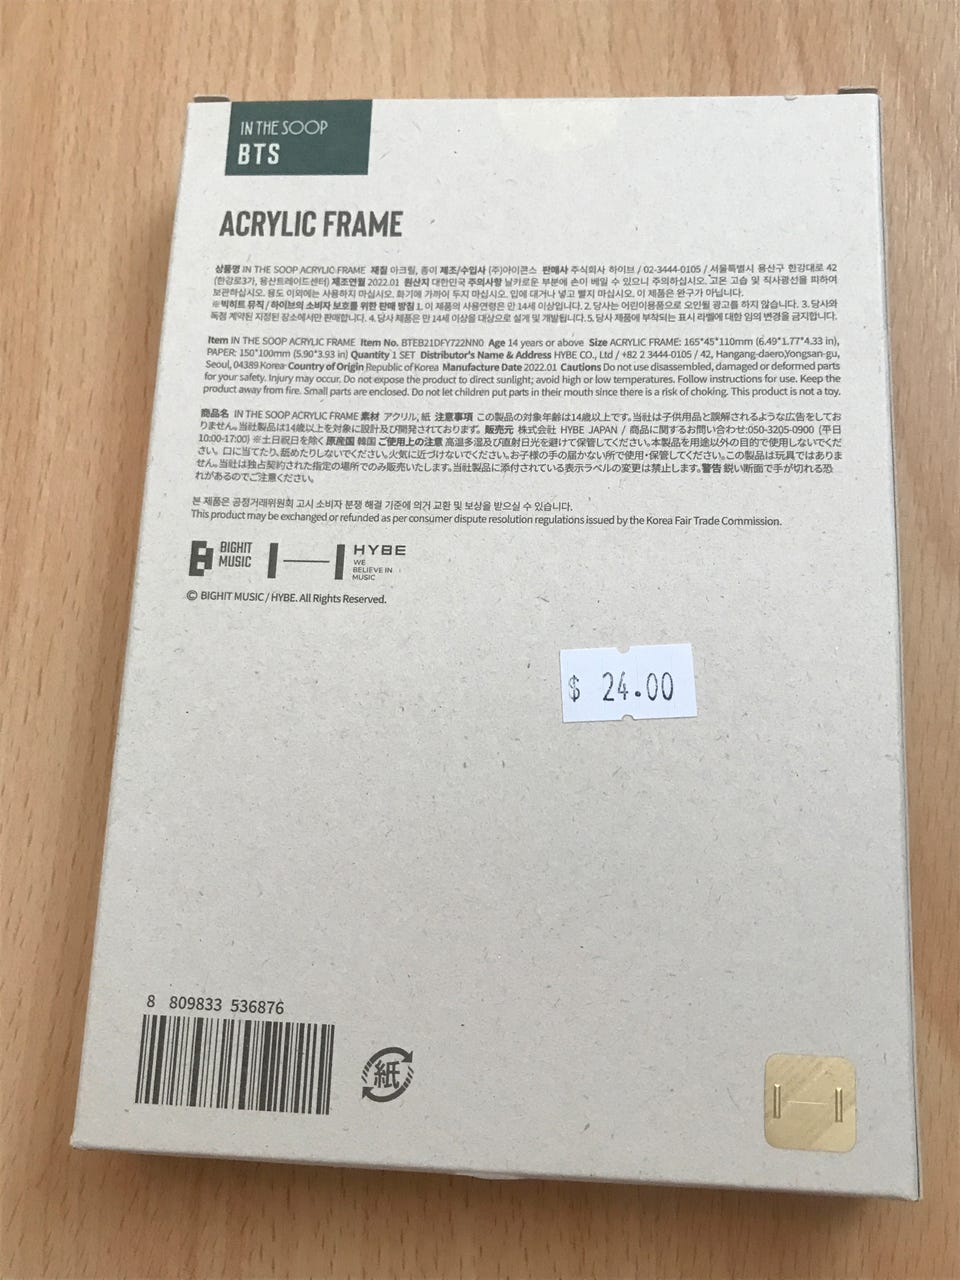 IN THE SOOP
BTS
ACRYLIC FRAME
상품명 IN THE SOOP ACRYLIC FRAME 재질 아크릴, 종이 제조/수입사 (주)아이콘스 판매사 주식회사 하이브 / 02-3444-0105 / 서울특별시 용산구 한강대로 42
(한강로3가, 용산트레이드센터) 제조연월 2022.01 원산지 대한민국 주의사항 날카로운 부분에 손이 베일 수 있으니 주의하십시오. 고온 고습 및 직사광선을 피하여
보관하십시오. 용도 이외에는 사용하지 마십시오. 화기에 가까이 두지 마십시오. 입에 대거나 넣고 빨지 마십시오. 이 제품은 완구가 아닙니다.
※빅히트 뮤직 / 하이브의 소비자 보호를 위한 판매 방침 1. 이 제품의 사용연령은 만 14세 이상입니다. 2. 당사는 어린이용품으로 오인될 광고를 하지 않습니다. 3. 당사와
독점 계약된 지정된 장소에서만 판매합니다. 4. 당사 제품은 만 14세 이상을 대상으로 설계 및 개발됩니다. 5. 당사 제품에 부착되는 표시 라벨에 대한 임의 변경을 금지합니다.
Item IN THE SOOP ACRYLIC FRAME Item No. BTEB21DFY722NN0 Age 14 years or above Size ACRYLIC FRAME: 165*45*110mm (6.49*1.77*4.33 in),
PAPER: 150*100mm (5.90*3.93 in) Quantity 1 SET Distributor's Name & Address HYBE CO., Ltd / +82 2 3444-0105 / 42, Hangang-daero,Yongsan-gu,
Seoul, 04389 Korea Country of Origin Republic of Korea Manufacture Date 2022.01 Cautions Do not use disassembled, damaged or deformed parts
for your safety. Injury may occur. Do not expose the product to direct sunlight; avoid high or low temperatures. Follow instructions for use. Keep the
product away from fire. Small parts are enclosed. Do not let children put parts in the mouth since there is a risk of choking. This product is not a toy.
商品名 IN THE SOOP ACRYLIC FRAME 素材 アクリル, 紙 注意事項 この製品の対象年齢は14歳以上です。当社は子供用品と誤解されるような広告をしてお
りません。当社製品は14歳以上を対象に設計及び開発されております。 販売元 株式会社 HYBE JAPAN / 商品に関するお問い合わせ:050-3205-0900 (平日
10:00-17:00) ※土日祝日を除く 原産国 韓国 ご使用上の注意 高温多湿及び直射日光を避けて保管してください。本製品を用途以外の目的で使用しないでくだ
さい。 口に当てたり、舐めたりしないでください。火気に近づけないでください。お子様の手の届かない所で使用・保管してください。この製品は玩具ではありま
せん。当社は独占契約された指定の場所でのみ販売いたします。当社製品に添付されている表示ラベルの変更は禁止します。警告 鋭い断面で手が切れる恐
れがあるのでご注意ください。
본 제품은 공정거래위원회 고시 소비자 분쟁 해결 기준에 의거 교환 및 보상을 받으실 수 있습니다.
This product may be exchanged or refunded as per consumer dispute resolution regulations issued by the Korea Fair Trade Commission.
BIGHIT
MUSIC
HYBE
WE
BELIEVE IN
MUSIC
© BIGHIT MUSIC / HYBE. All Rights Reserved.
$ 24.00
8 809833 536876
紙